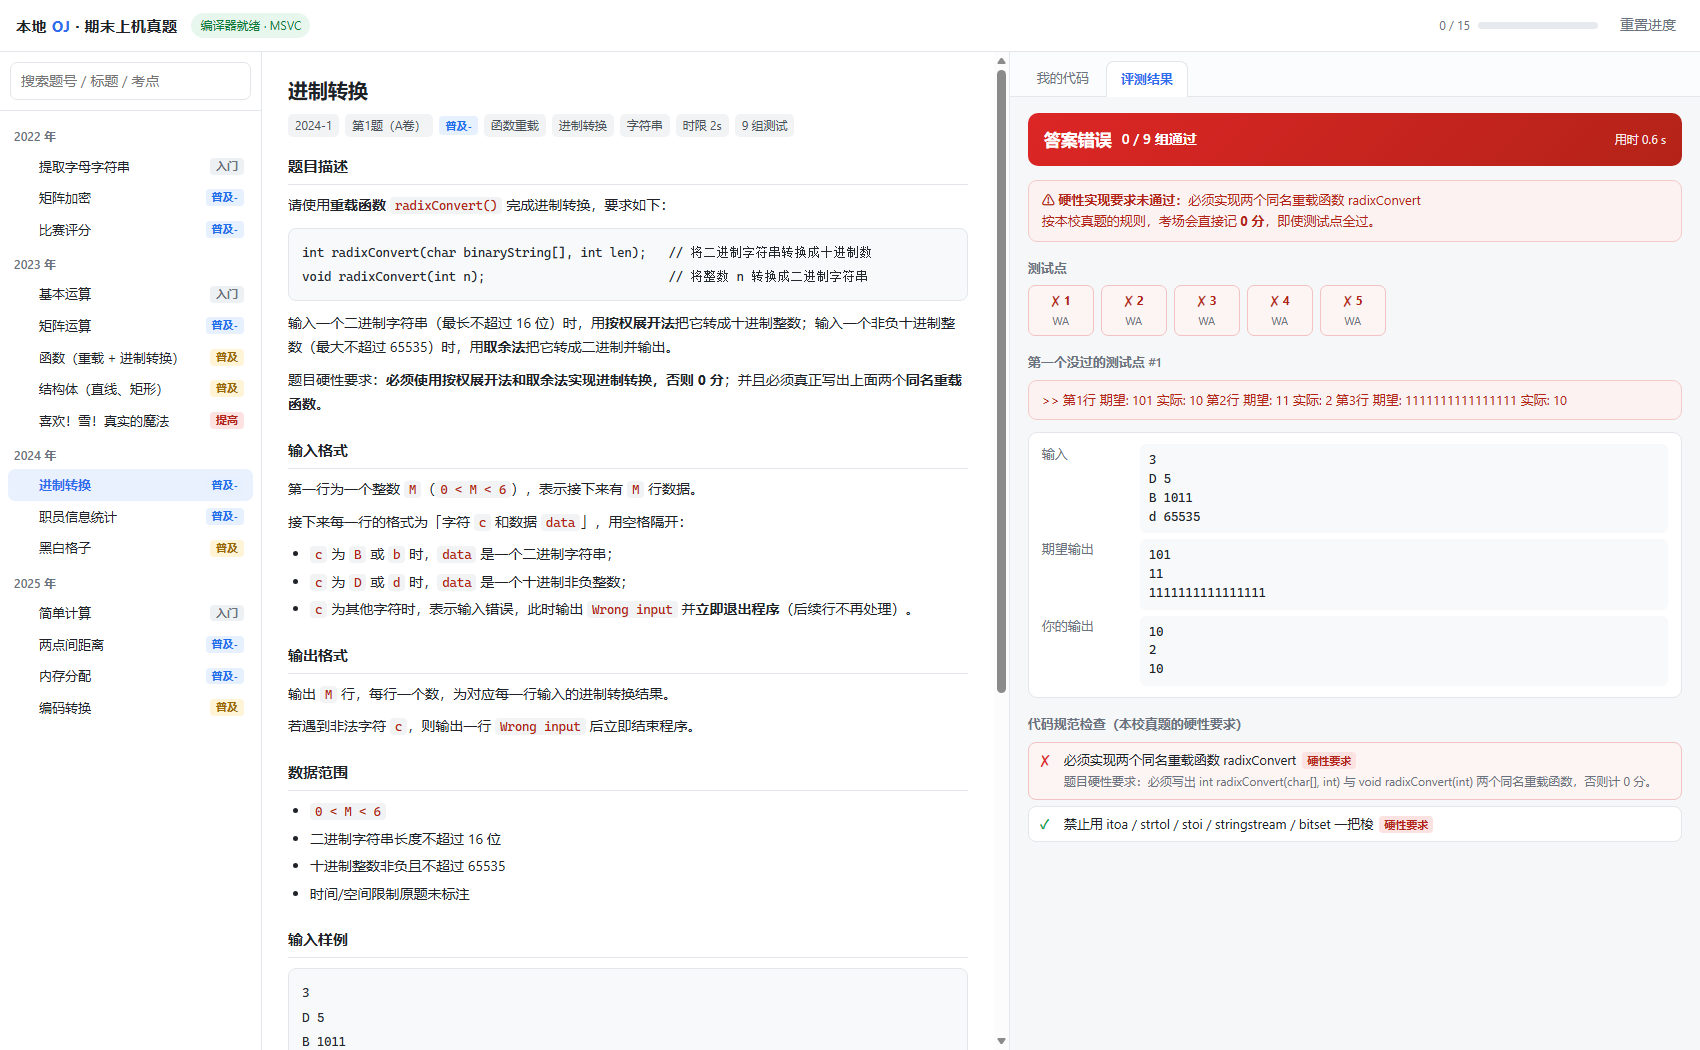 本地 OJ · 期末上机真题
编译器就绪 · MSVC
0 / 15
重置进度
搜索题号 / 标题 / 考点
2022 年
提取字母字符串 入门
矩阵加密 普及-
比赛评分 普及-
2023 年
基本运算 入门
矩阵运算 普及-
函数（重载 + 进制转换） 普及
结构体（直线、矩形） 普及
喜欢！雪！真实的魔法 提高
2024 年
进制转换 普及-
职员信息统计 普及-
黑白格子 普及
2025 年
简单计算 入门
两点间距离 普及-
内存分配 普及-
编码转换 普及
进制转换
2024-1 第1题（A卷） 普及- 函数重载 进制转换 字符串 时限 2s 9 组测试
题目描述
请使用重载函数 radixConvert() 完成进制转换，要求如下：
int radixConvert(char binaryString[], int len); // 将二进制字符串转换成十进制数
void radixConvert(int n); // 将整数 n 转换成二进制字符串
输入一个二进制字符串（最长不超过 16 位）时，用按权展开法把它转成十进制整数；输入一个非负十进制整
数（最大不超过 65535）时，用取余法把它转成二进制并输出。
题目硬性要求：必须使用按权展开法和取余法实现进制转换，否则 0 分；并且必须真正写出上面两个同名重载
函数。
输入格式
第一行为一个整数 M （ 0 < M < 6 ），表示接下来有 M 行数据。
接下来每一行的格式为「字符 c 和数据 data 」，用空格隔开：
• c 为 B 或 b 时， data 是一个二进制字符串；
• c 为 D 或 d 时， data 是一个十进制非负整数；
• c 为其他字符时，表示输入错误，此时输出 Wrong input 并立即退出程序（后续行不再处理）。
输出格式
输出 M 行，每行一个数，为对应每一行输入的进制转换结果。
若遇到非法字符 c ，则输出一行 Wrong input 后立即结束程序。
数据范围
• 0 < M < 6
• 二进制字符串长度不超过 16 位
• 十进制整数非负且不超过 65535
• 时间/空间限制原题未标注
输入样例
3
D 5
B 1011
我的代码
评测结果
答案错误 0 / 9 组通过
用时 0.6 s
⚠ 硬性实现要求未通过：必须实现两个同名重载函数 radixConvert
按本校真题的规则，考场会直接记 0 分，即使测试点全过。
测试点
✗ 1 ✗ 2 ✗ 3 ✗ 4 ✗ 5
WA WA WA WA WA
第一个没过的测试点 #1
>> 第1行 期望: 101 实际: 10 第2行 期望: 11 实际: 2 第3行 期望: 1111111111111111 实际: 10
输入
3
D 5
B 1011
d 65535
期望输出
101
11
1111111111111111
你的输出
10
2
10
代码规范检查（本校真题的硬性要求）
✗ 必须实现两个同名重载函数 radixConvert 硬性要求
题目硬性要求：必须写出 int radixConvert(char[], int) 与 void radixConvert(int) 两个同名重载函数，否则计 0 分。
✓ 禁止用 itoa / strtol / stoi / stringstream / bitset 一把梭 硬性要求